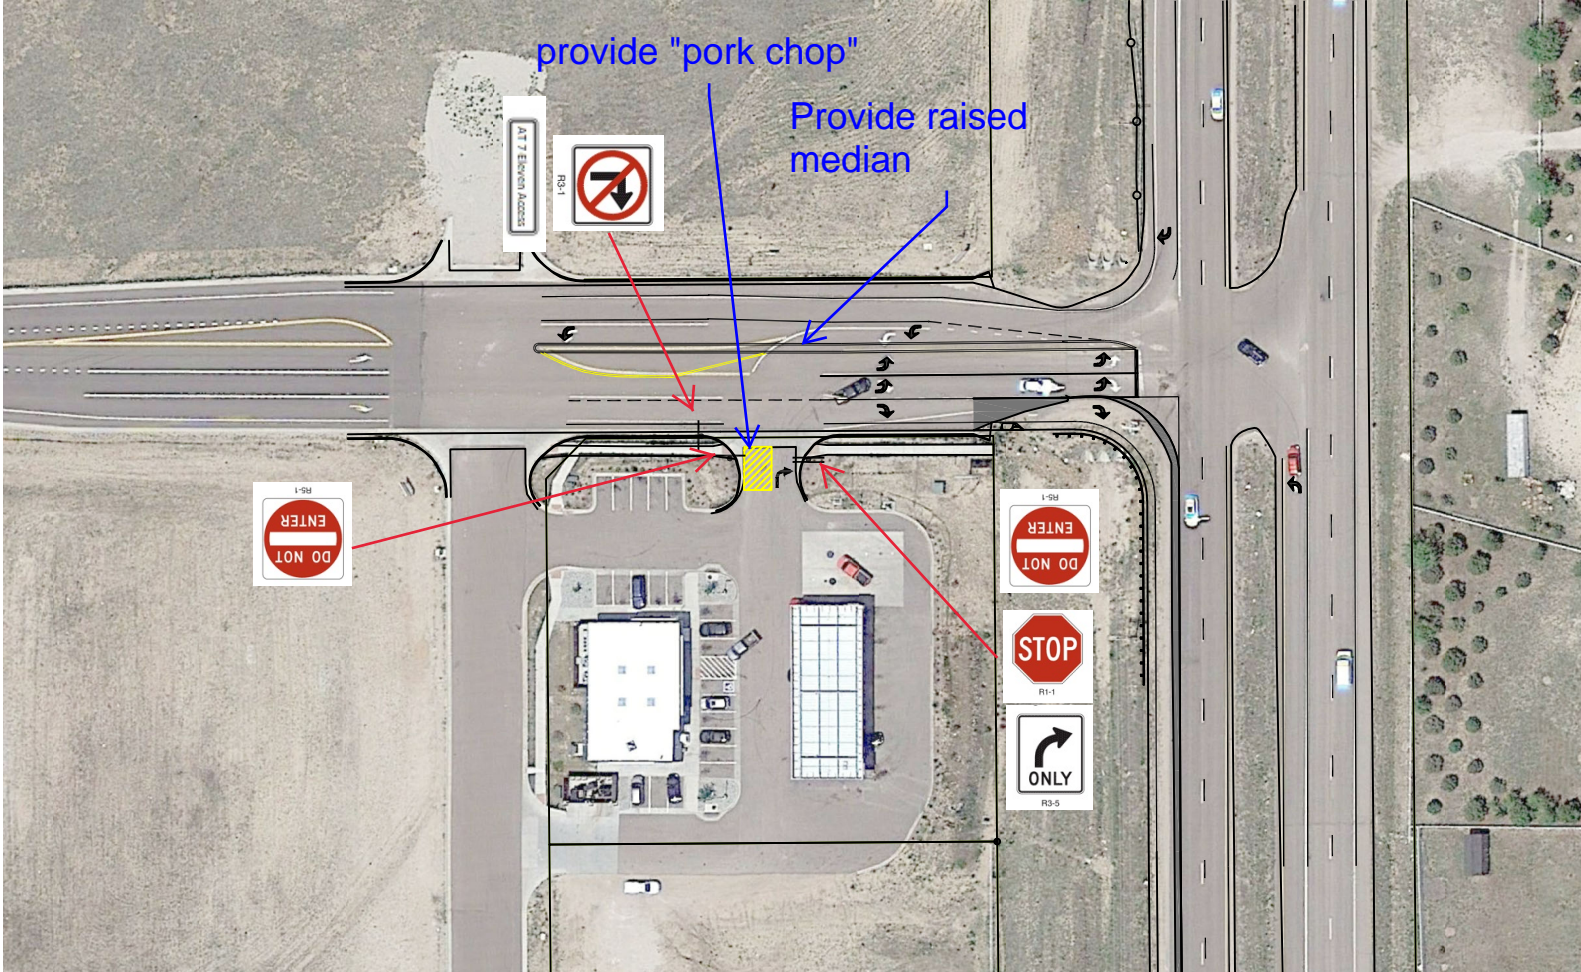 provide "pork chop"
Provide raised
median
AT 7 Eleven Access
R3-1
R5-1
DO NOT
ENTER
R5-1
DO NOT
ENTER
STOP
R1-1
ONLY
R3-5